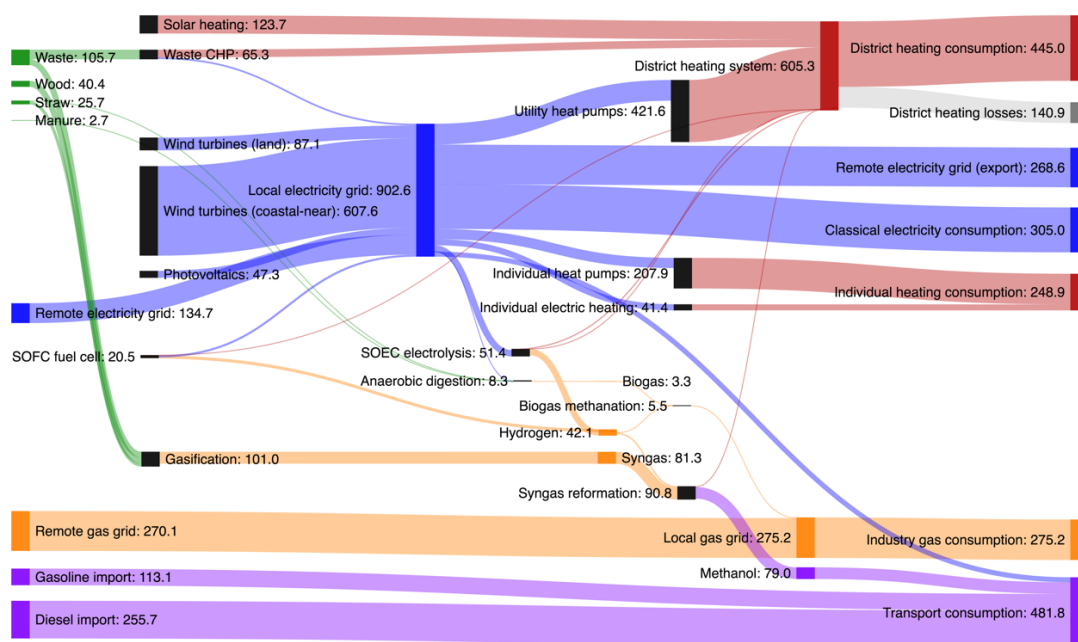 Solar heating: 123.7
District heating consumption: 445.0
Waste: 105.7
Waste CHP: 65.3
District heating system: 605.3
Wood: 40.4
Straw: 25.7
Manure: 2.7
Utility heat pumps: 421.6
District heating losses: 140.9
Wind turbines (land): 87.1
Remote electricity grid (export): 268.6
Local electricity grid: 902.6
Wind turbines (coastal-near): 607.6
Classical electricity consumption: 305.0
Photovoltaics: 47.3
Individual heat pumps: 207.9
Individual heating consumption: 248.9
Remote electricity grid: 134.7
Individual electric heating: 41.4
SOFC fuel cell: 20.5
SOEC electrolysis: 51.4
Anaerobic digestion: 8.3
Biogas: 3.3
Biogas methanation: 5.5
Hydrogen: 42.1
Gasification: 101.0
Syngas: 81.3
Syngas reformation: 90.8
Remote gas grid: 270.1
Local gas grid: 275.2
Industry gas consumption: 275.2
Gasoline import: 113.1
Methanol: 79.0
Diesel import: 255.7
Transport consumption: 481.8